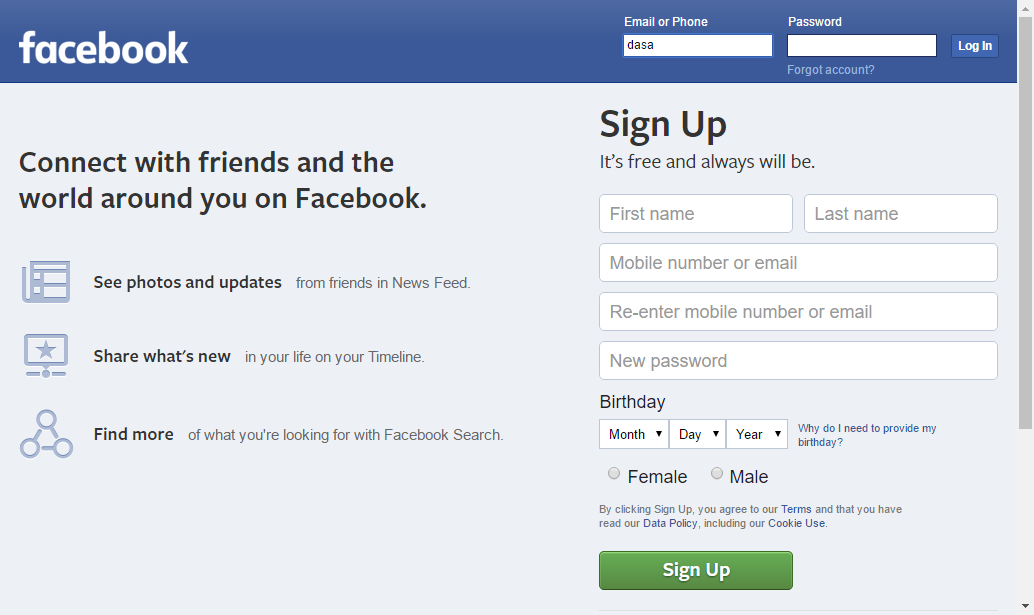 facebook
Email or Phone
Password
dasa
Log In
Forgot account?
Connect with friends and the
world around you on Facebook.
See photos and updates from friends in News Feed.
Share what's new in your life on your Timeline.
Find more of what you're looking for with Facebook Search.
Sign Up
It's free and always will be.
First name
Last name
Mobile number or email
Re-enter mobile number or email
New password
Birthday
Month
Day
Year
Why do I need to provide my
birthday?
Female
Male
By clicking Sign Up, you agree to our Terms and that you have
read our Data Policy, including our Cookie Use.
Sign Up